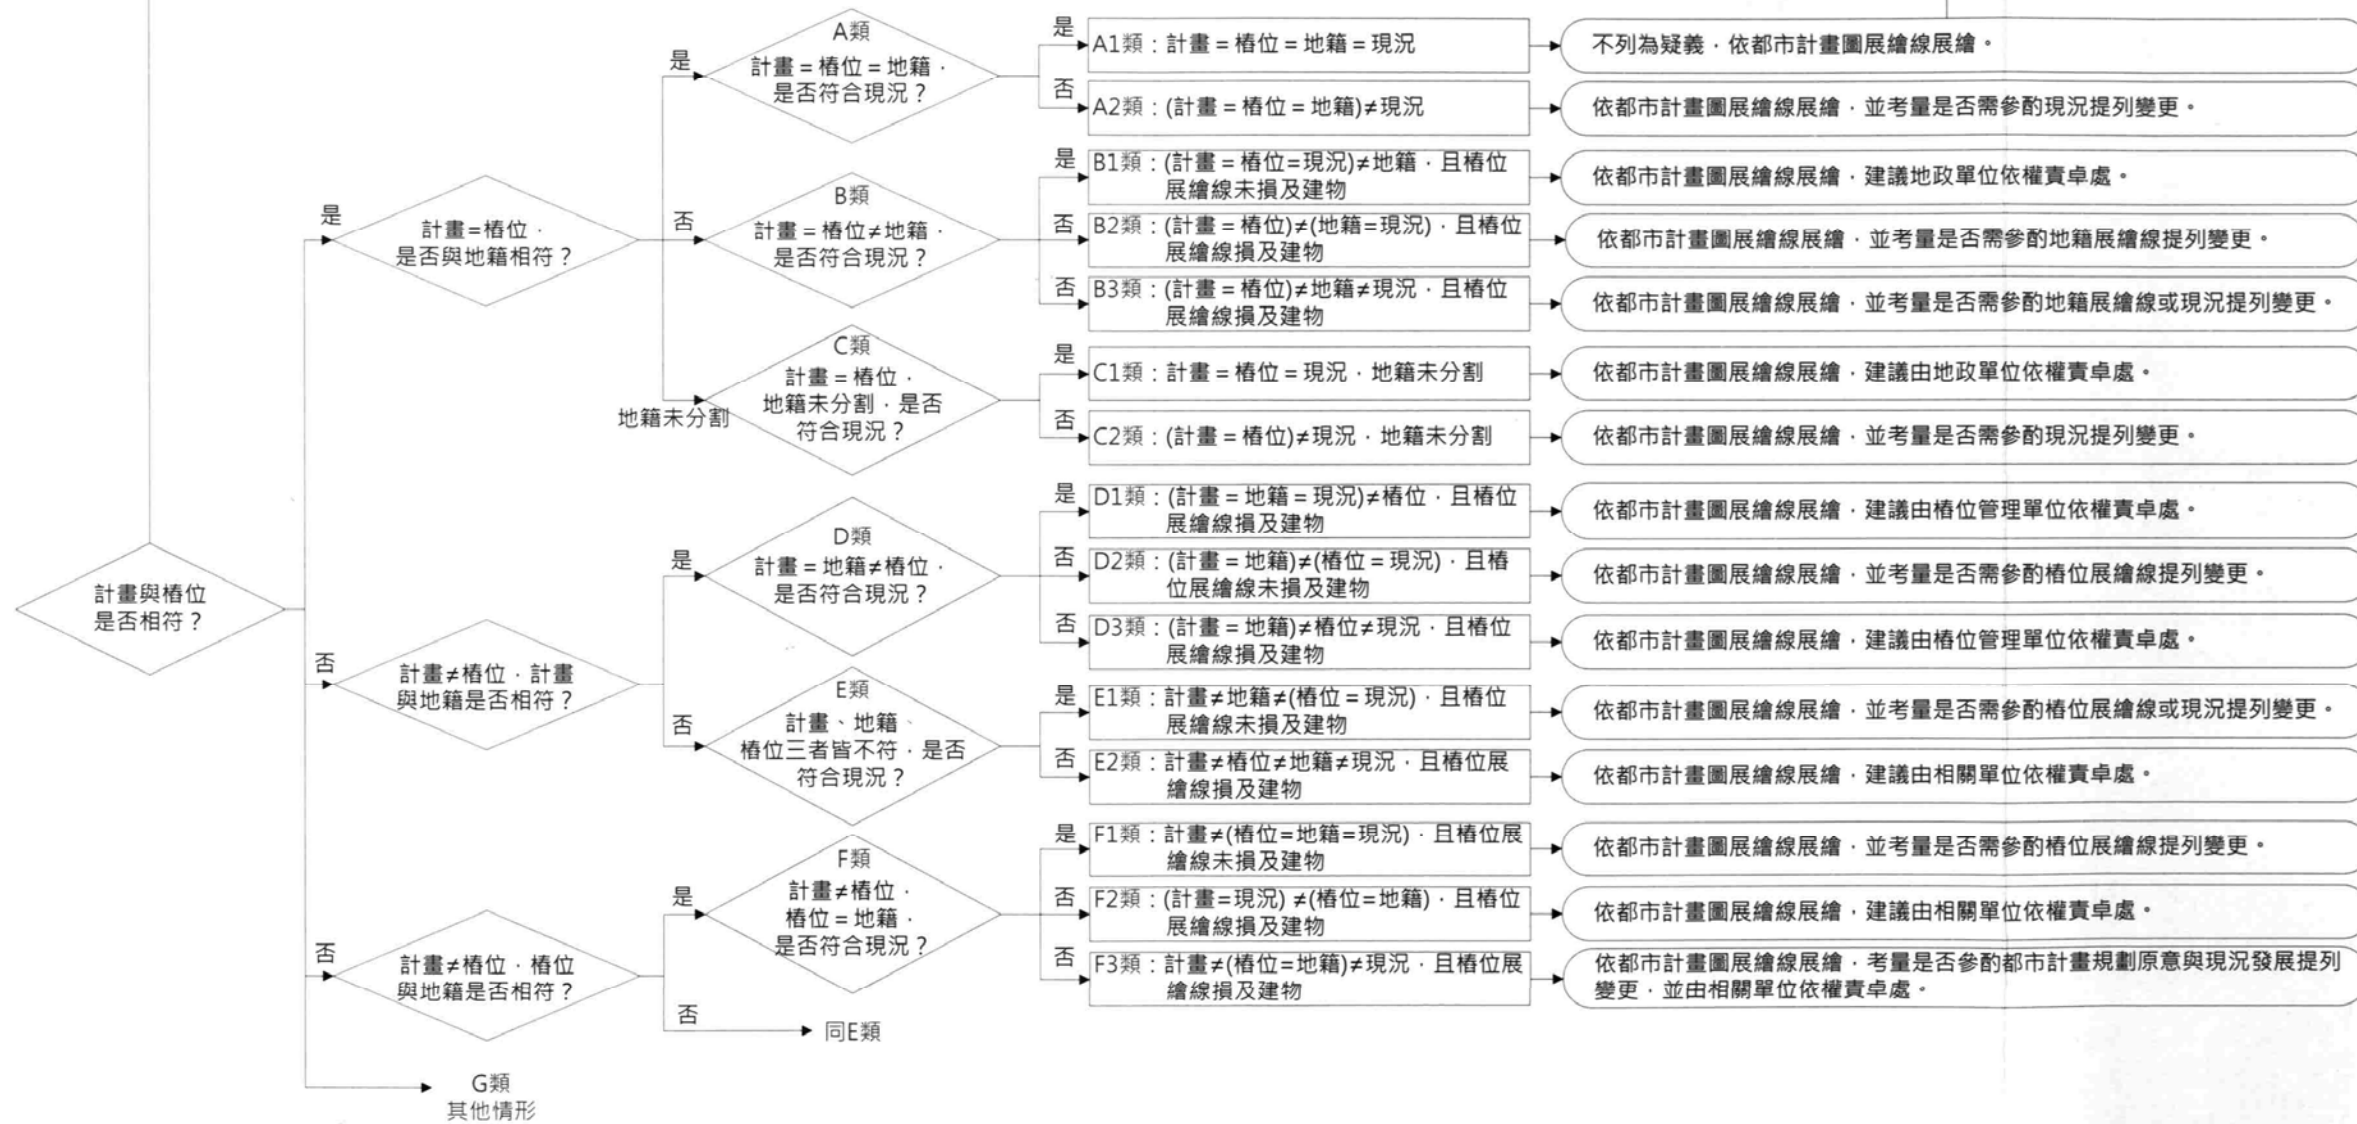 計畫與樁位
是否相符？
是
計畫=樁位，
是否與地籍相符？
是
A類
計畫=樁位=地籍，
是否符合現況？
是
A1類：計畫=樁位=地籍=現況
不列為疑義，依都市計畫圖展繪線展繪。
否
A2類：(計畫=樁位=地籍)≠現況
依都市計畫圖展繪線展繪，並考量是否需參酌現況提列變更。
否
B類
計畫=樁位≠地籍，
是否符合現況？
是
B1類：(計畫=樁位=現況)≠地籍，且樁位
展繪線未損及建物
依都市計畫圖展繪線展繪，建議地政單位依權責卓處。
否
B2類：(計畫=樁位)≠(地籍=現況)，且樁位
展繪線損及建物
依都市計畫圖展繪線展繪，並考量是否需參酌地籍展繪線提列變更。
否
B3類：(計畫=樁位)≠地籍≠現況，且樁位
展繪線損及建物
依都市計畫圖展繪線展繪，並考量是否需參酌地籍展繪線或現況提列變更。
地籍未分割
C類
計畫=樁位，
地籍未分割，是否
符合現況？
是
C1類：計畫=樁位=現況，地籍未分割
依都市計畫圖展繪線展繪，建議由地政單位依權責卓處。
否
C2類：(計畫=樁位)≠現況，地籍未分割
依都市計畫圖展繪線展繪，並考量是否需參酌現況提列變更。
否
計畫≠樁位，計畫
與地籍是否相符？
是
D類
計畫=地籍≠樁位，
是否符合現況？
是
D1類：(計畫=地籍=現況)≠樁位，且樁位
展繪線損及建物
依都市計畫圖展繪線展繪，建議由樁位管理單位依權責卓處。
否
D2類：(計畫=地籍)≠(樁位=現況)，且樁
位展繪線未損及建物
依都市計畫圖展繪線展繪，並考量是否需參酌樁位展繪線提列變更。
否
D3類：(計畫=地籍)≠樁位≠現況，且樁位
展繪線損及建物
依都市計畫圖展繪線展繪，建議由樁位管理單位依權責卓處
否
E類
計畫、地籍、
樁位三者皆不符，是否
符合現況？
是
E1類：計畫≠地籍≠(樁位=現況)，且樁位
展繪線未損及建物
依都市計畫圖展繪線展繪，並考量是否需參酌樁位展繪線或現況提列變更。
否
E2類：計畫≠樁位≠地籍≠現況，且樁位展
繪線損及建物
依都市計畫圖展繪線展繪，建議由相關單位依權責卓處。
否
計畫≠樁位，樁位
與地籍是否相符？
是
F類
計畫≠樁位，
樁位=地籍，
是否符合現況？
是
F1類：計畫≠(樁位=地籍=現況)，且樁位展
繪線未損及建物
依都市計畫圖展繪線展繪，並考量是否需參酌樁位展繪線提列變更。
否
F2類：(計畫=現況) ≠(樁位=地籍)，且樁位
展繪線損及建物
依都市計畫圖展繪線展繪，建議由相關單位依權責卓處。
否
F3類：計畫≠(樁位=地籍)≠現況，且樁位展
繪線損及建物
依都市計畫圖展繪線展繪，考量是否參酌都市計畫規劃原意與現況發展提列
變更，並由相關單位依權責卓處。
否
同E類
G類
其他情形